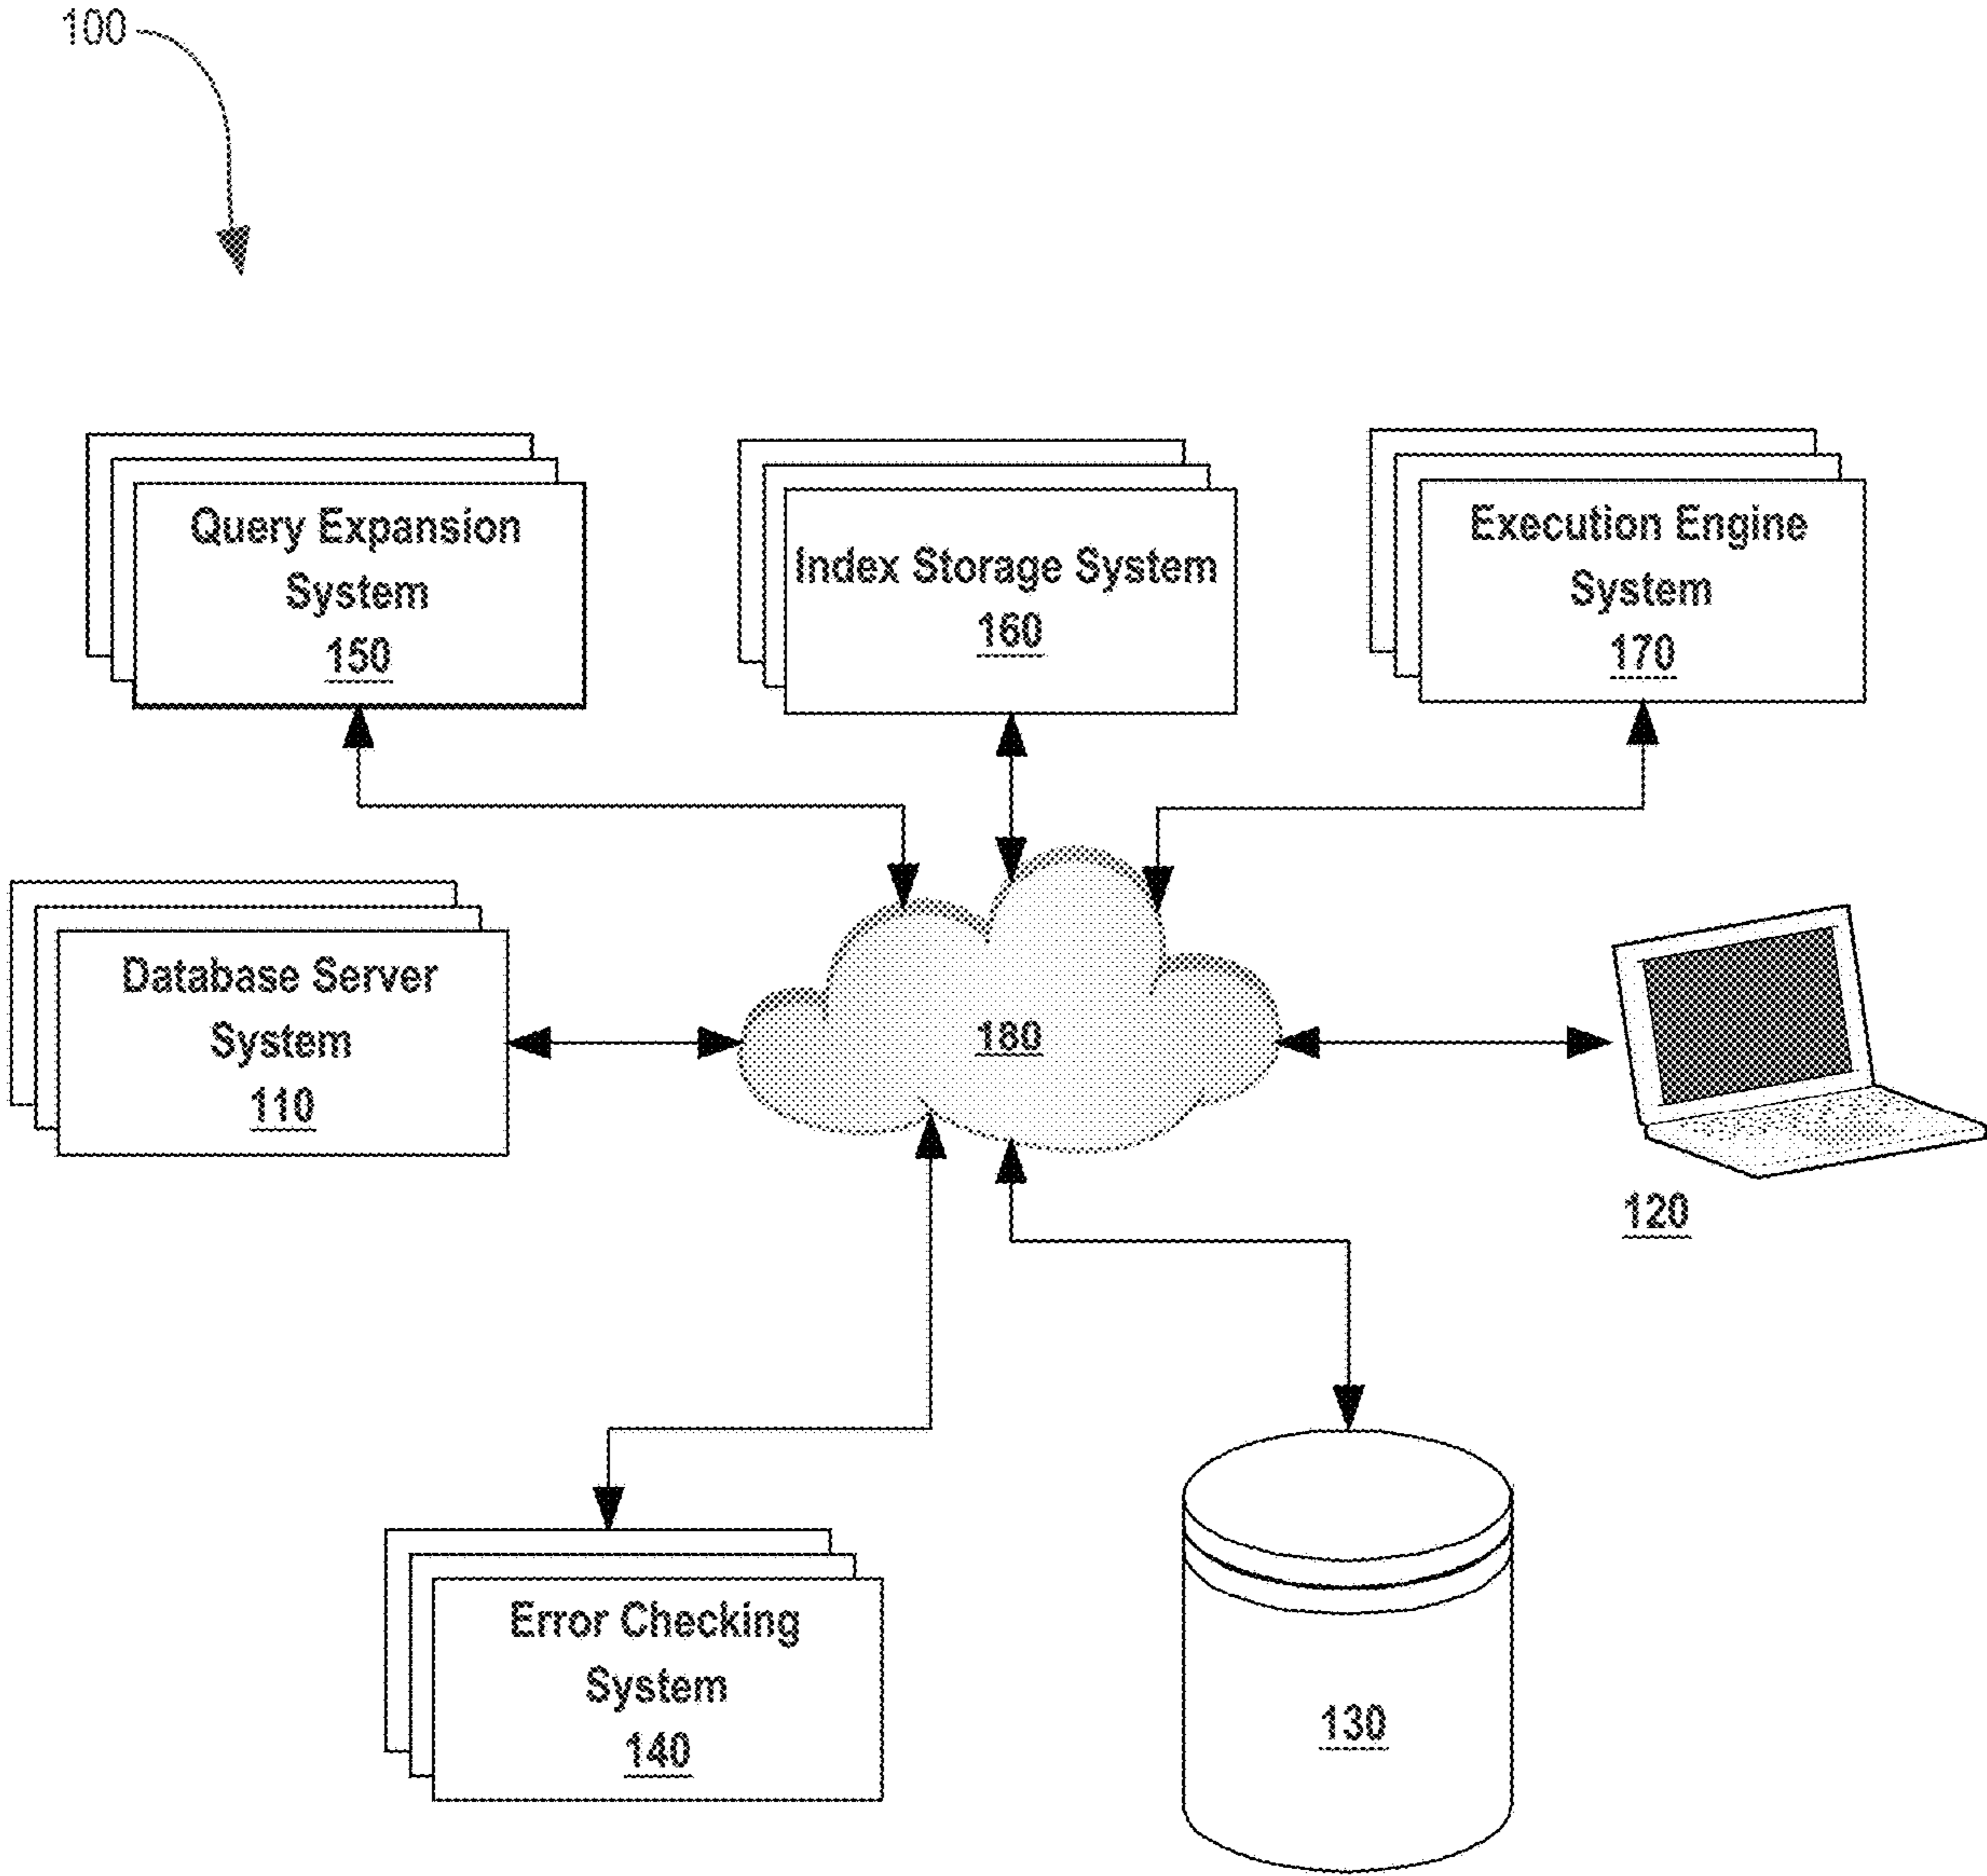 100
Query Expansion
System
150
Index Storage System
160
Execution Engine
System
170
Database Server
System
110
180
120
Error Checking
System
140
130